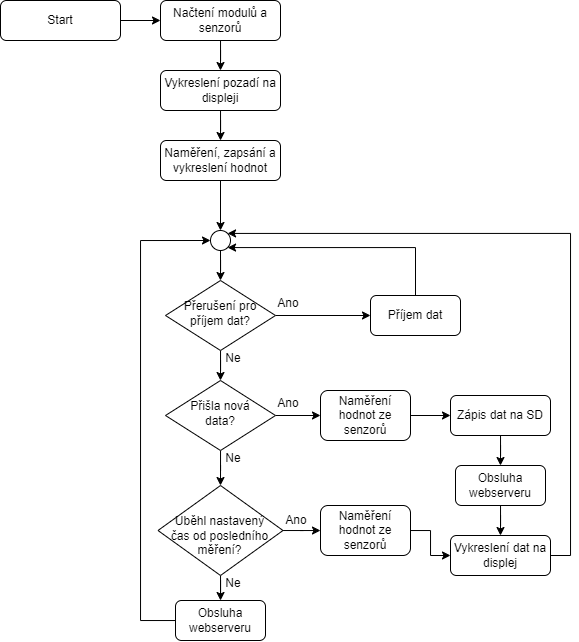 Start
Načtení modulů a
senzorů
Vykreslení pozadí na
displeji
Naměření, zapsání a
vykreslení hodnot
Přerušení pro
příjem dat?
Ano
Příjem dat
Ne
Přišla nová
data?
Ano
Naměření
hodnot ze
senzorů
Zápis dat na SD
Obsluha
webserveru
Ne
Uběhl nastaveny
čas od posledního
měření?
Ano
Naměření
hodnot ze
senzorů
Vykreslení dat na
displej
Ne
Obsluha
webserveru